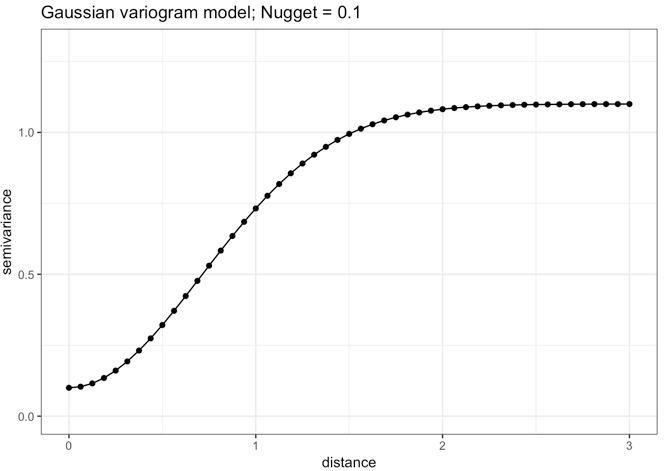 Gaussian variogram model; Nugget = 0.1
semivariance
1.0
0.5
0.0
0 1 2 3
distance